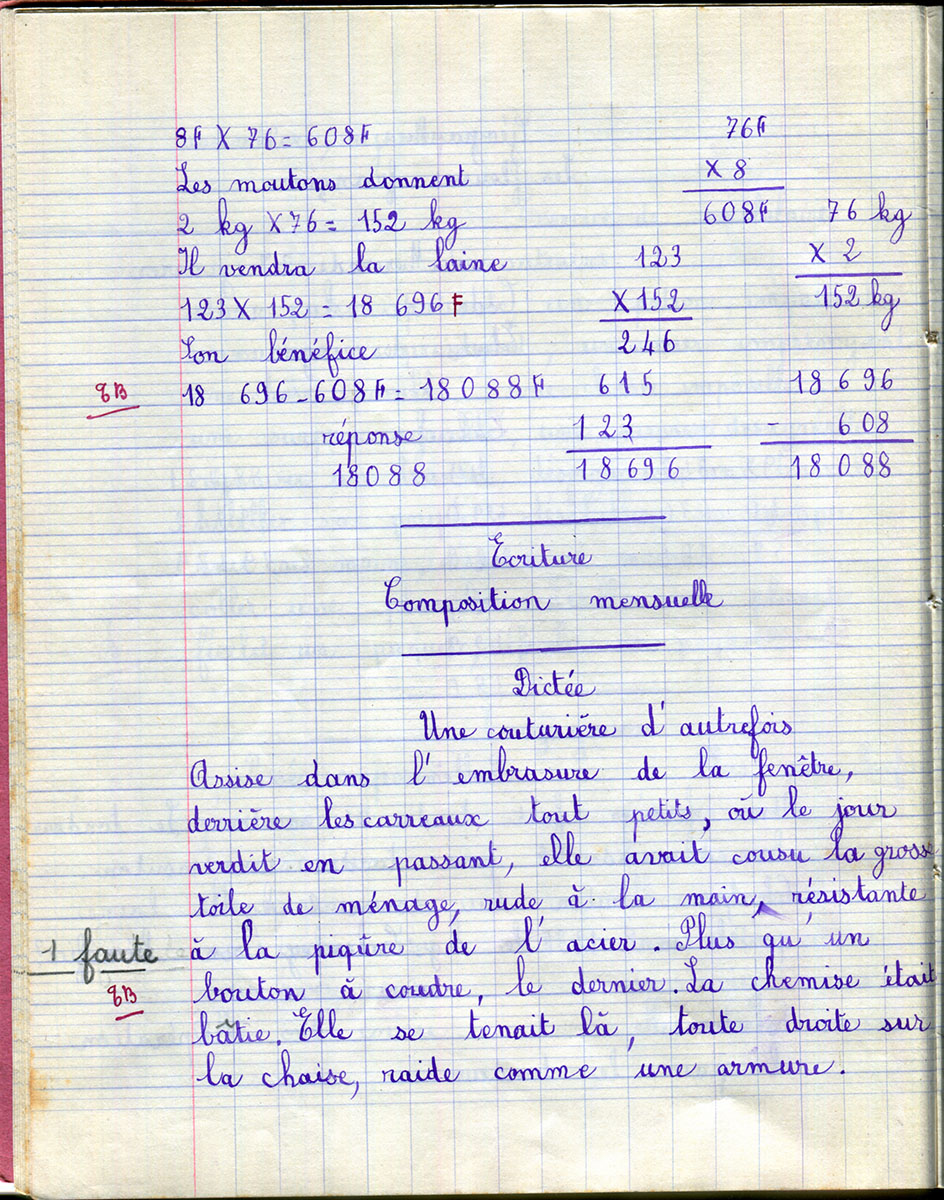 8F X 76 = 608F
76F
Les moutons donnent
X 8
2 kg X 76 = 152 kg
608F
76 kg
Il vendra la laine
123
X 2
123 X 152 = 18 696F
X 152
152 kg
Son bénéfice
246
TB
18 696 - 608F = 18088F
615
18 696
réponse
123
- 608
18088
18696
18088
Ecriture
Composition mensuelle
Dictée
Une couturière d'autrefois
Assise dans l'embrasure de la fenêtre,
derrière les carreaux tout petits, où le jour
verdit en passant, elle avait cousu la grosse
toile de ménage, rude à la main, résistante
1 faute
à la piqûre de l'acier. Plus qu'un
TB
bouton à coudre, le dernier. La chemise était
bâtie. Elle se tenait là, toute droite sur
la chaise, raide comme une armure.